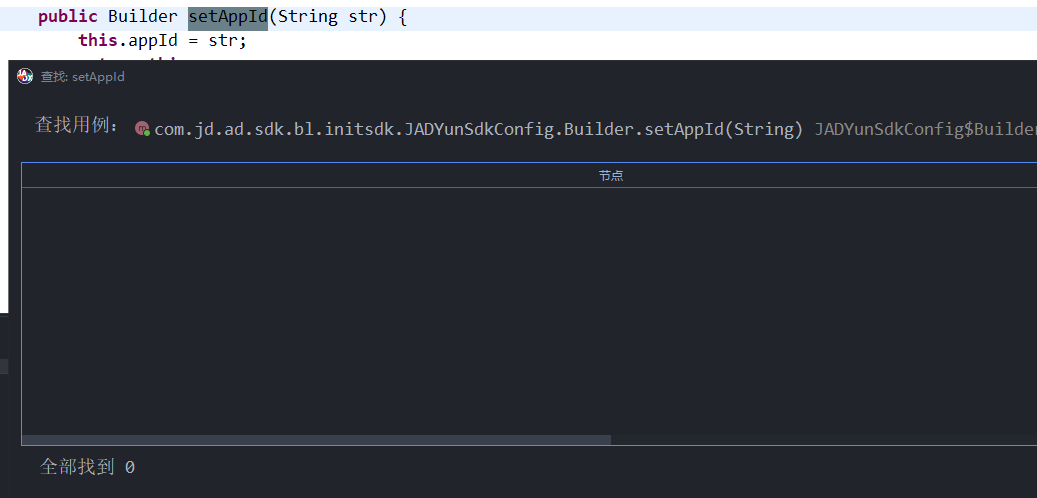 public Builder setAppId(String str) {
this.appId = str;
查找: setAppId
查找用例: com.jd.ad.sdk.bl.initsdk.JADYunSdkConfig.Builder.setAppId(String) JADYunSdkConfig$Builder
节点
全部找到 0